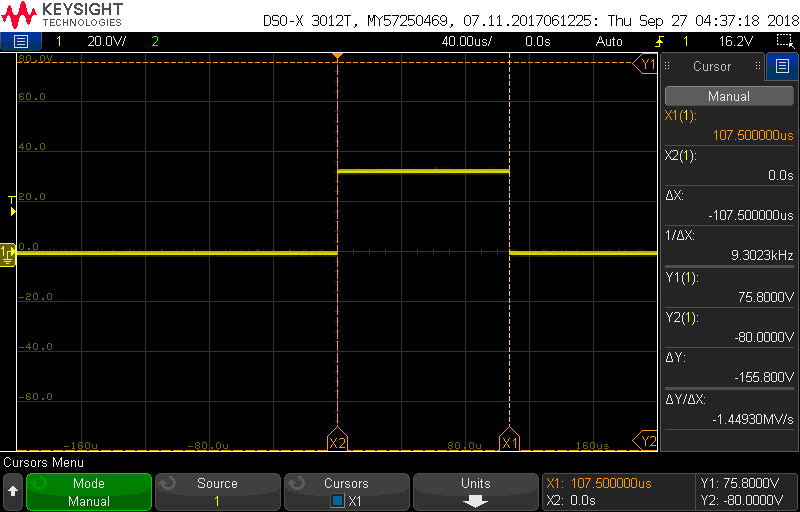 KEYSIGHT
TECHNOLOGIES
DSO-X 3012T, MY57250469, 07.11.2017061225: Thu Sep 27 04:37:18 2018
1 20.0V/ 2 40.00us/ 0.0s Auto 1 16.2V
80.0V
Y1
60.0
40.0
20.0
T
0.0
1
-20.0
-40.0
-60.0
-160u -80.0u X2 80.0u X1 160us Y2
Cursor
Manual
X1(1):
107.500000us
X2(1):
0.0s
ΔX:
-107.500000us
1/ΔX:
9.3023kHz
Y1(1):
75.8000V
Y2(1):
-80.0000V
ΔY:
-155.800V
ΔY/ΔX:
-1.44930MV/s
Cursors Menu
Mode
Manual
Source
1
Cursors
X1
Units
X1: 107.500000us
X2: 0.0s
Y1: 75.8000V
Y2: -80.0000V